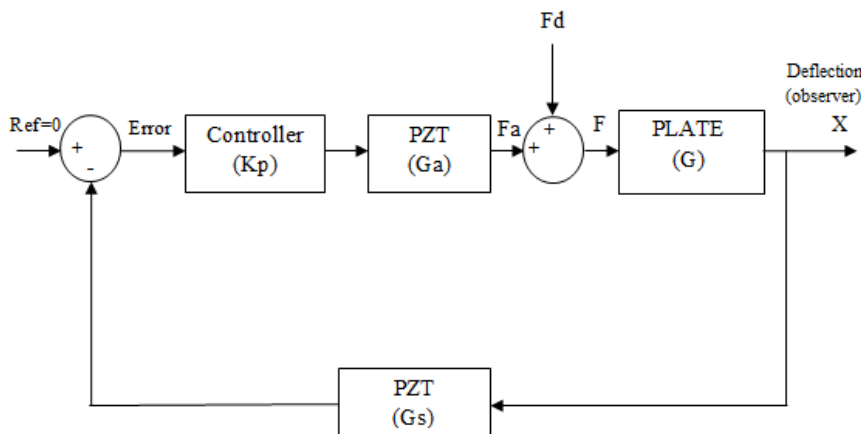 Fd
Deflection
(observer)
X
Ref=0
+
-
Error
Controller
(Kp)
PZT
(Ga)
Fa
+
+
F
PLATE
(G)
PZT
(Gs)